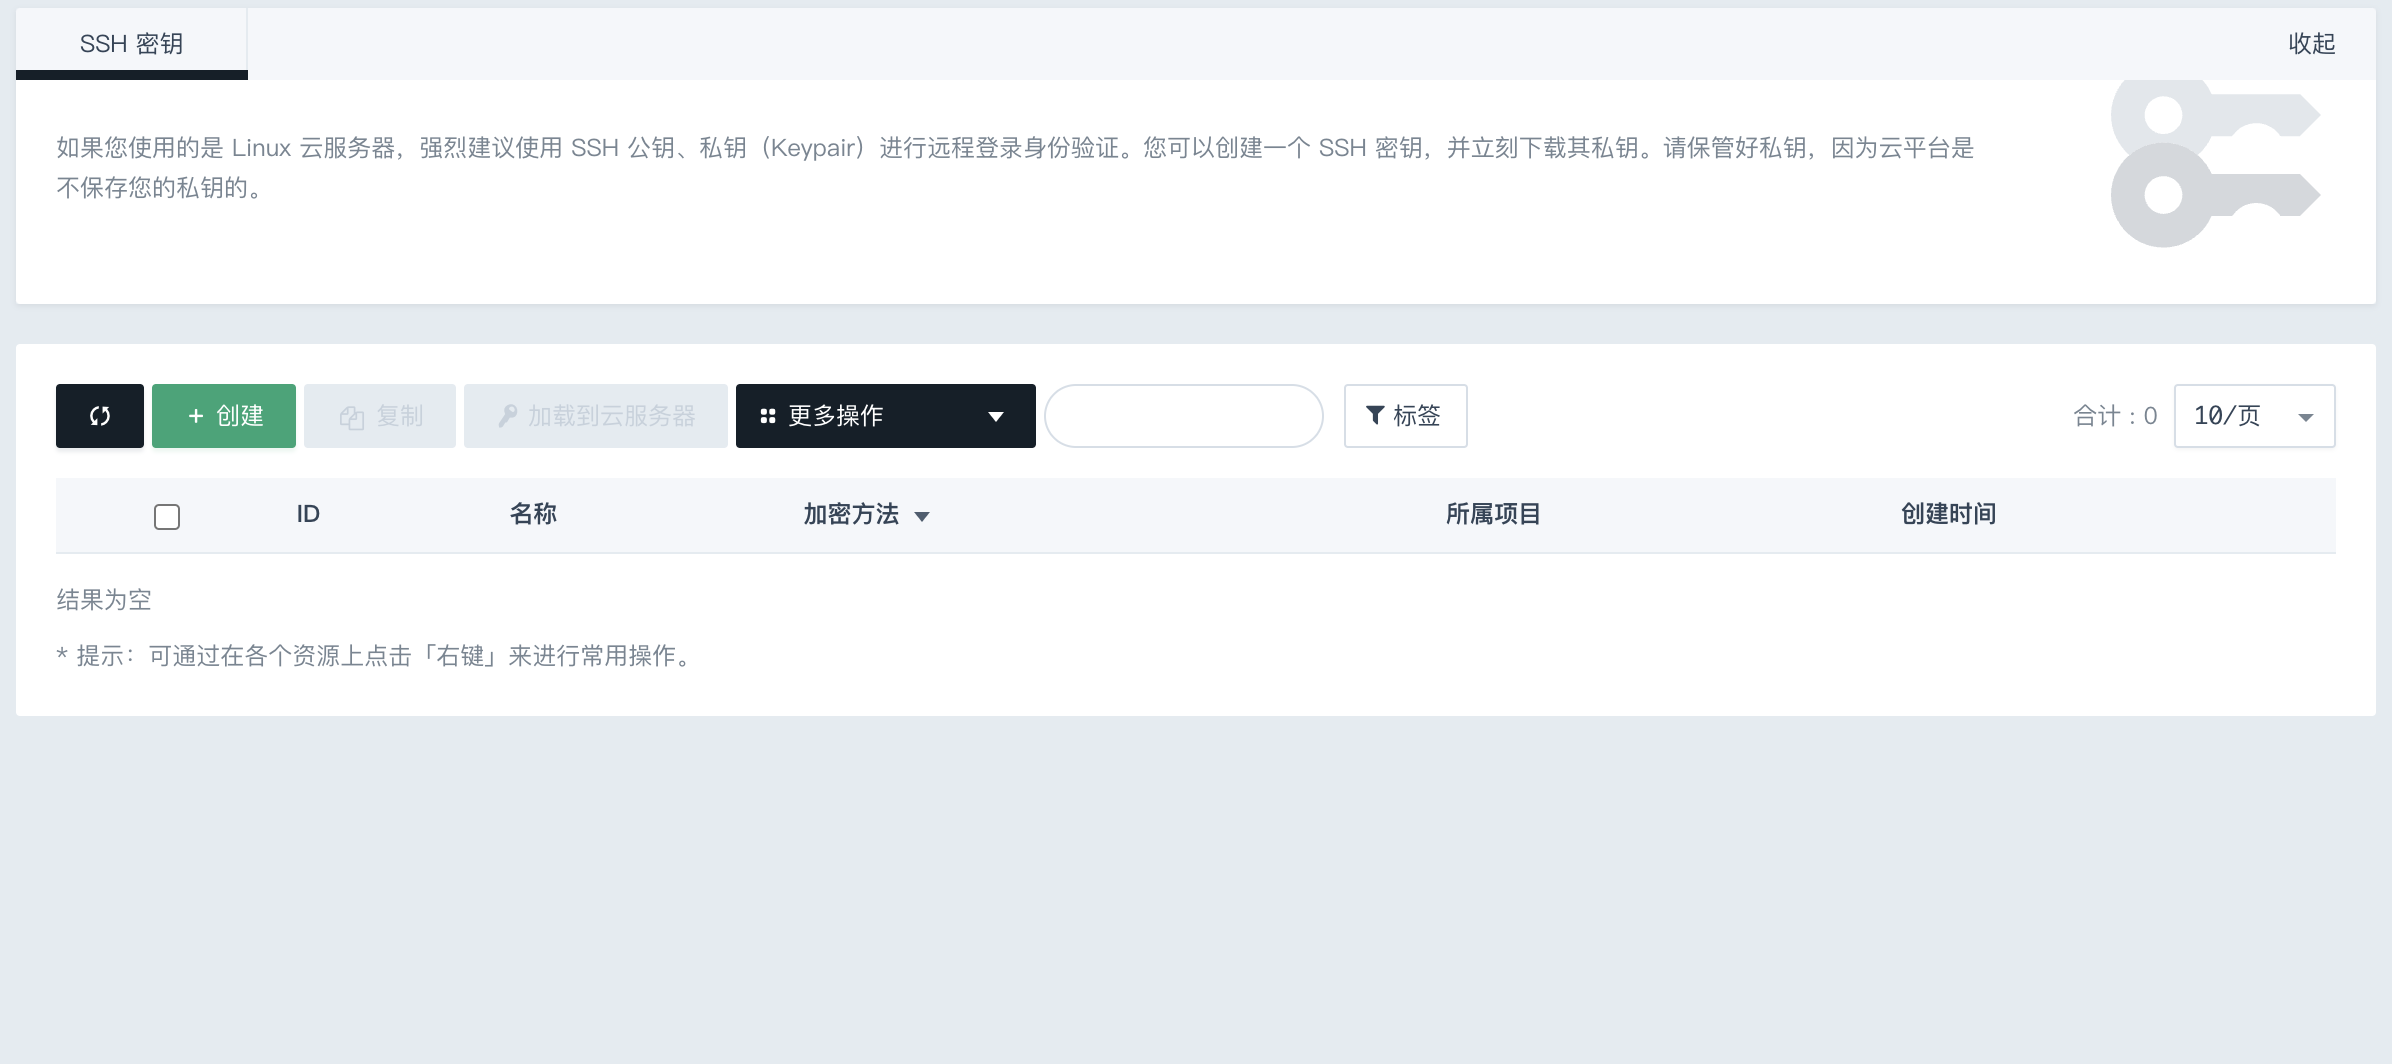 SSH 密钥
收起
如果您使用的是 Linux 云服务器，强烈建议使用 SSH 公钥、私钥（Keypair）进行远程登录身份验证。您可以创建一个 SSH 密钥，并立刻下载其私钥。请保管好私钥，因为云平台是
不保存您的私钥的。
+ 创建 复制 加载到云服务器 更多操作 标签 合计 : 0 10/页
ID 名称 加密方法 所属项目 创建时间
结果为空
* 提示：可通过在各个资源上点击「右键」来进行常用操作。